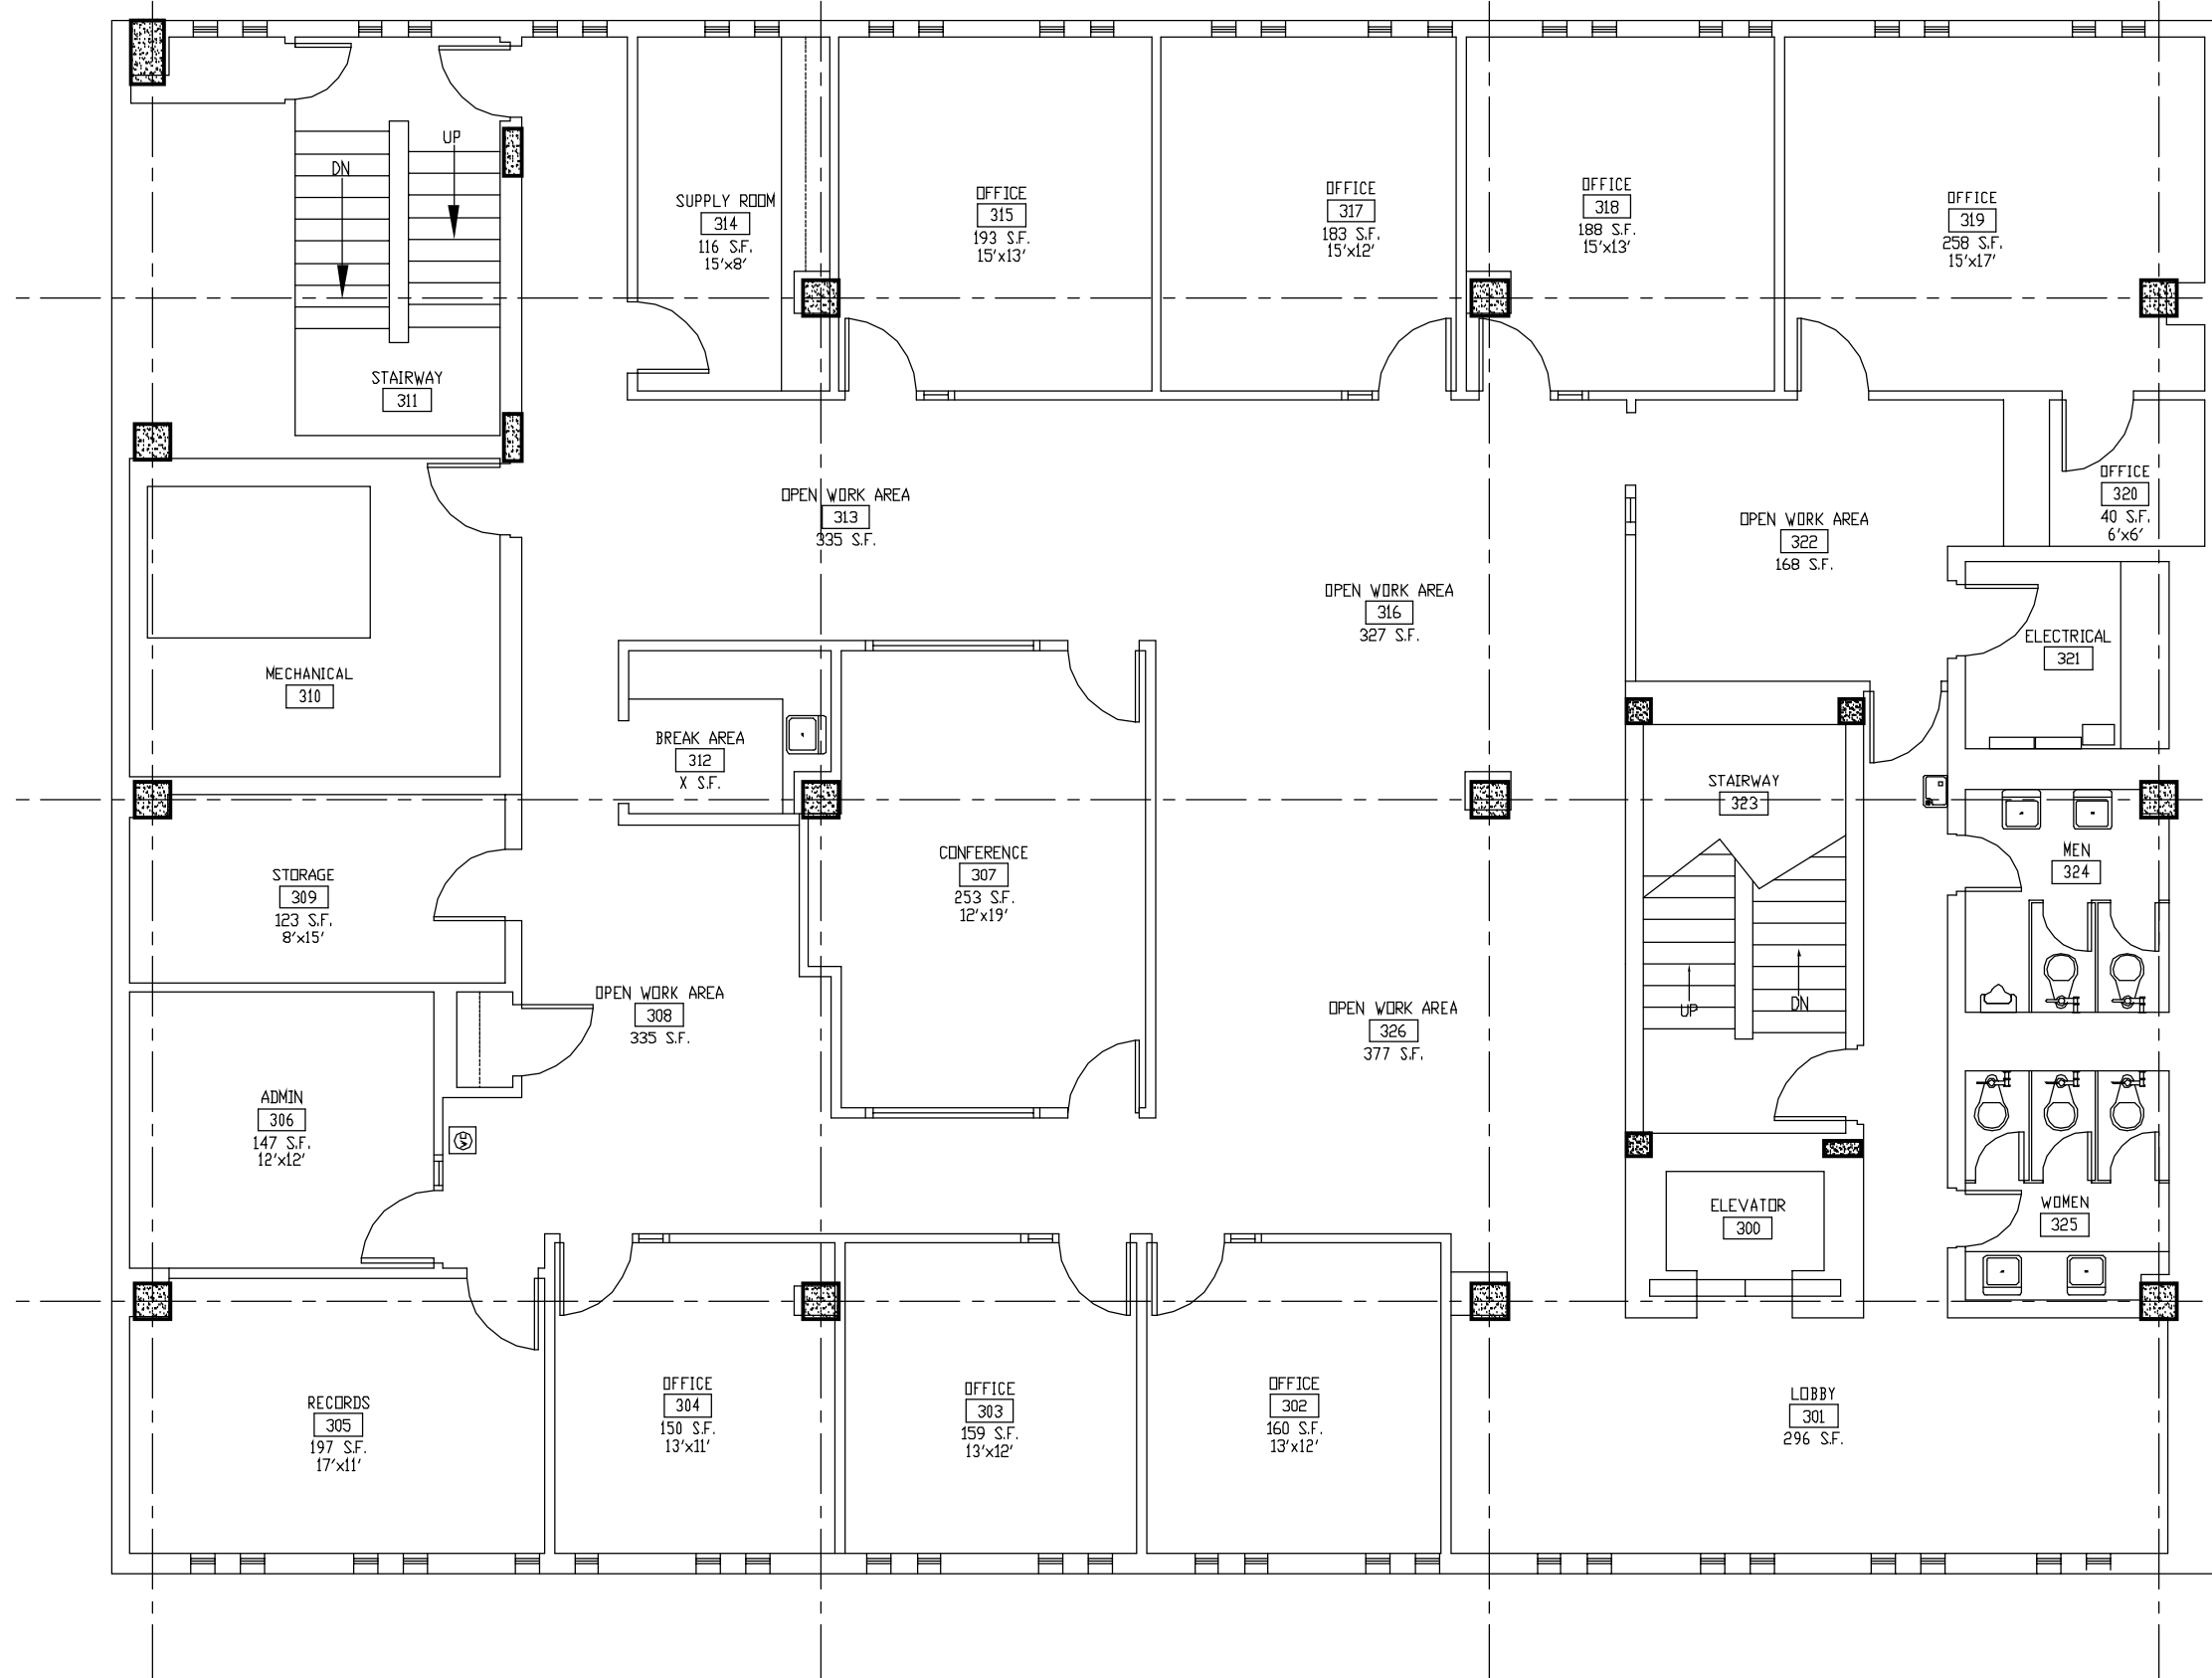 UP
DN
SUPPLY ROOM
314
116 S.F.
15'x8'
OFFICE
315
193 S.F.
15'x13'
OFFICE
317
183 S.F.
15'x12'
OFFICE
318
188 S.F.
15'x13'
OFFICE
319
258 S.F.
15'x17'
STAIRWAY
311
OPEN WORK AREA
313
335 S.F.
OPEN WORK AREA
322
168 S.F.
OFFICE
320
40 S.F.
6'x6'
OPEN WORK AREA
316
327 S.F.
ELECTRICAL
321
MECHANICAL
310
BREAK AREA
312
X S.F.
STAIRWAY
323
CONFERENCE
307
253 S.F.
12'x19'
MEN
324
STORAGE
309
123 S.F.
8'x15'
OPEN WORK AREA
308
335 S.F.
OPEN WORK AREA
326
377 S.F.
UP
DN
ADMIN
306
147 S.F.
12'x12'
ELEVATOR
300
WOMEN
325
RECORDS
305
197 S.F.
17'x11'
OFFICE
304
150 S.F.
13'x11'
OFFICE
303
159 S.F.
13'x12'
OFFICE
302
160 S.F.
13'x12'
LOBBY
301
296 S.F.